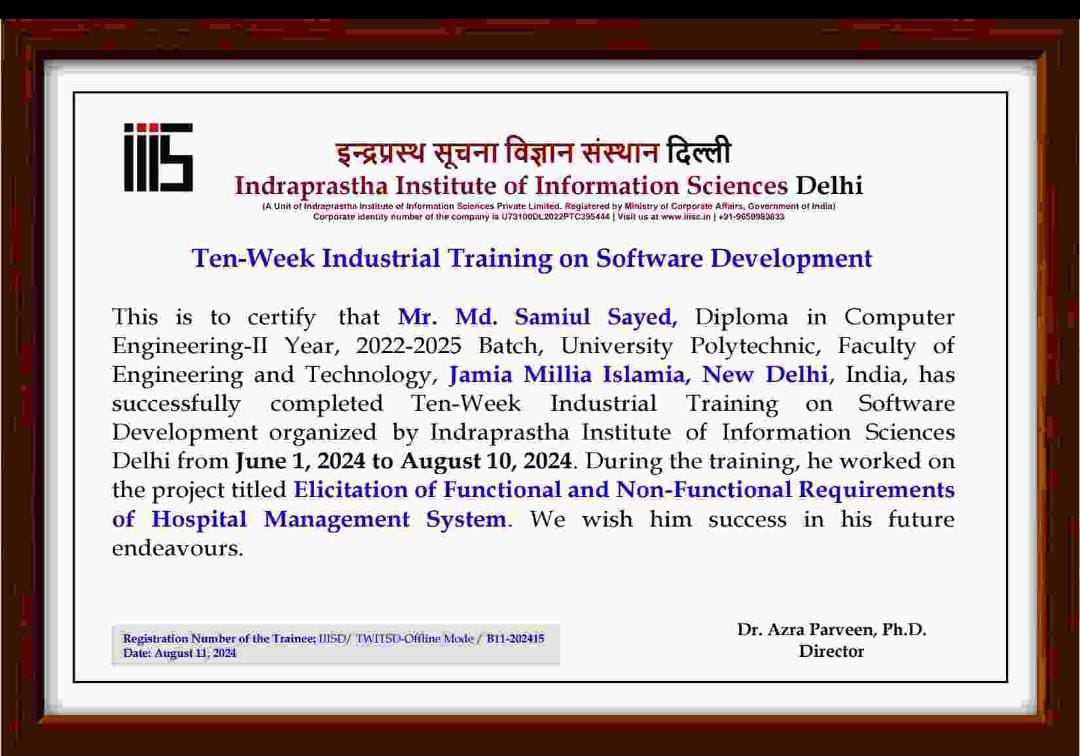 iiiS
इन्द्रप्रस्थ सूचना विज्ञान संस्थान दिल्ली
Indraprastha Institute of Information Sciences Delhi
(A Unit of Indraprastha Institute of Information Sciences Private Limited. Registered by Ministry of Corporate Affairs, Government of India)
Corporate identity number of the company is U73100DL2022PTC395444 | Visit us at www.iiisc.in | +91-9650989833
Ten-Week Industrial Training on Software Development
This is to certify that Mr. Md. Samiul Sayed, Diploma in Computer
Engineering-II Year, 2022-2025 Batch, University Polytechnic, Faculty of
Engineering and Technology, Jamia Millia Islamia, New Delhi, India, has
successfully completed Ten-Week Industrial Training on Software
Development organized by Indraprastha Institute of Information Sciences
Delhi from June 1, 2024 to August 10, 2024. During the training, he worked on
the project titled Elicitation of Functional and Non-Functional Requirements
of Hospital Management System. We wish him success in his future
endeavours.
Registration Number of the Trainee: IIISD/ TWITSD-Offline Mode / B11-202415
Date: August 11, 2024
Dr. Azra Parveen, Ph.D.
Director